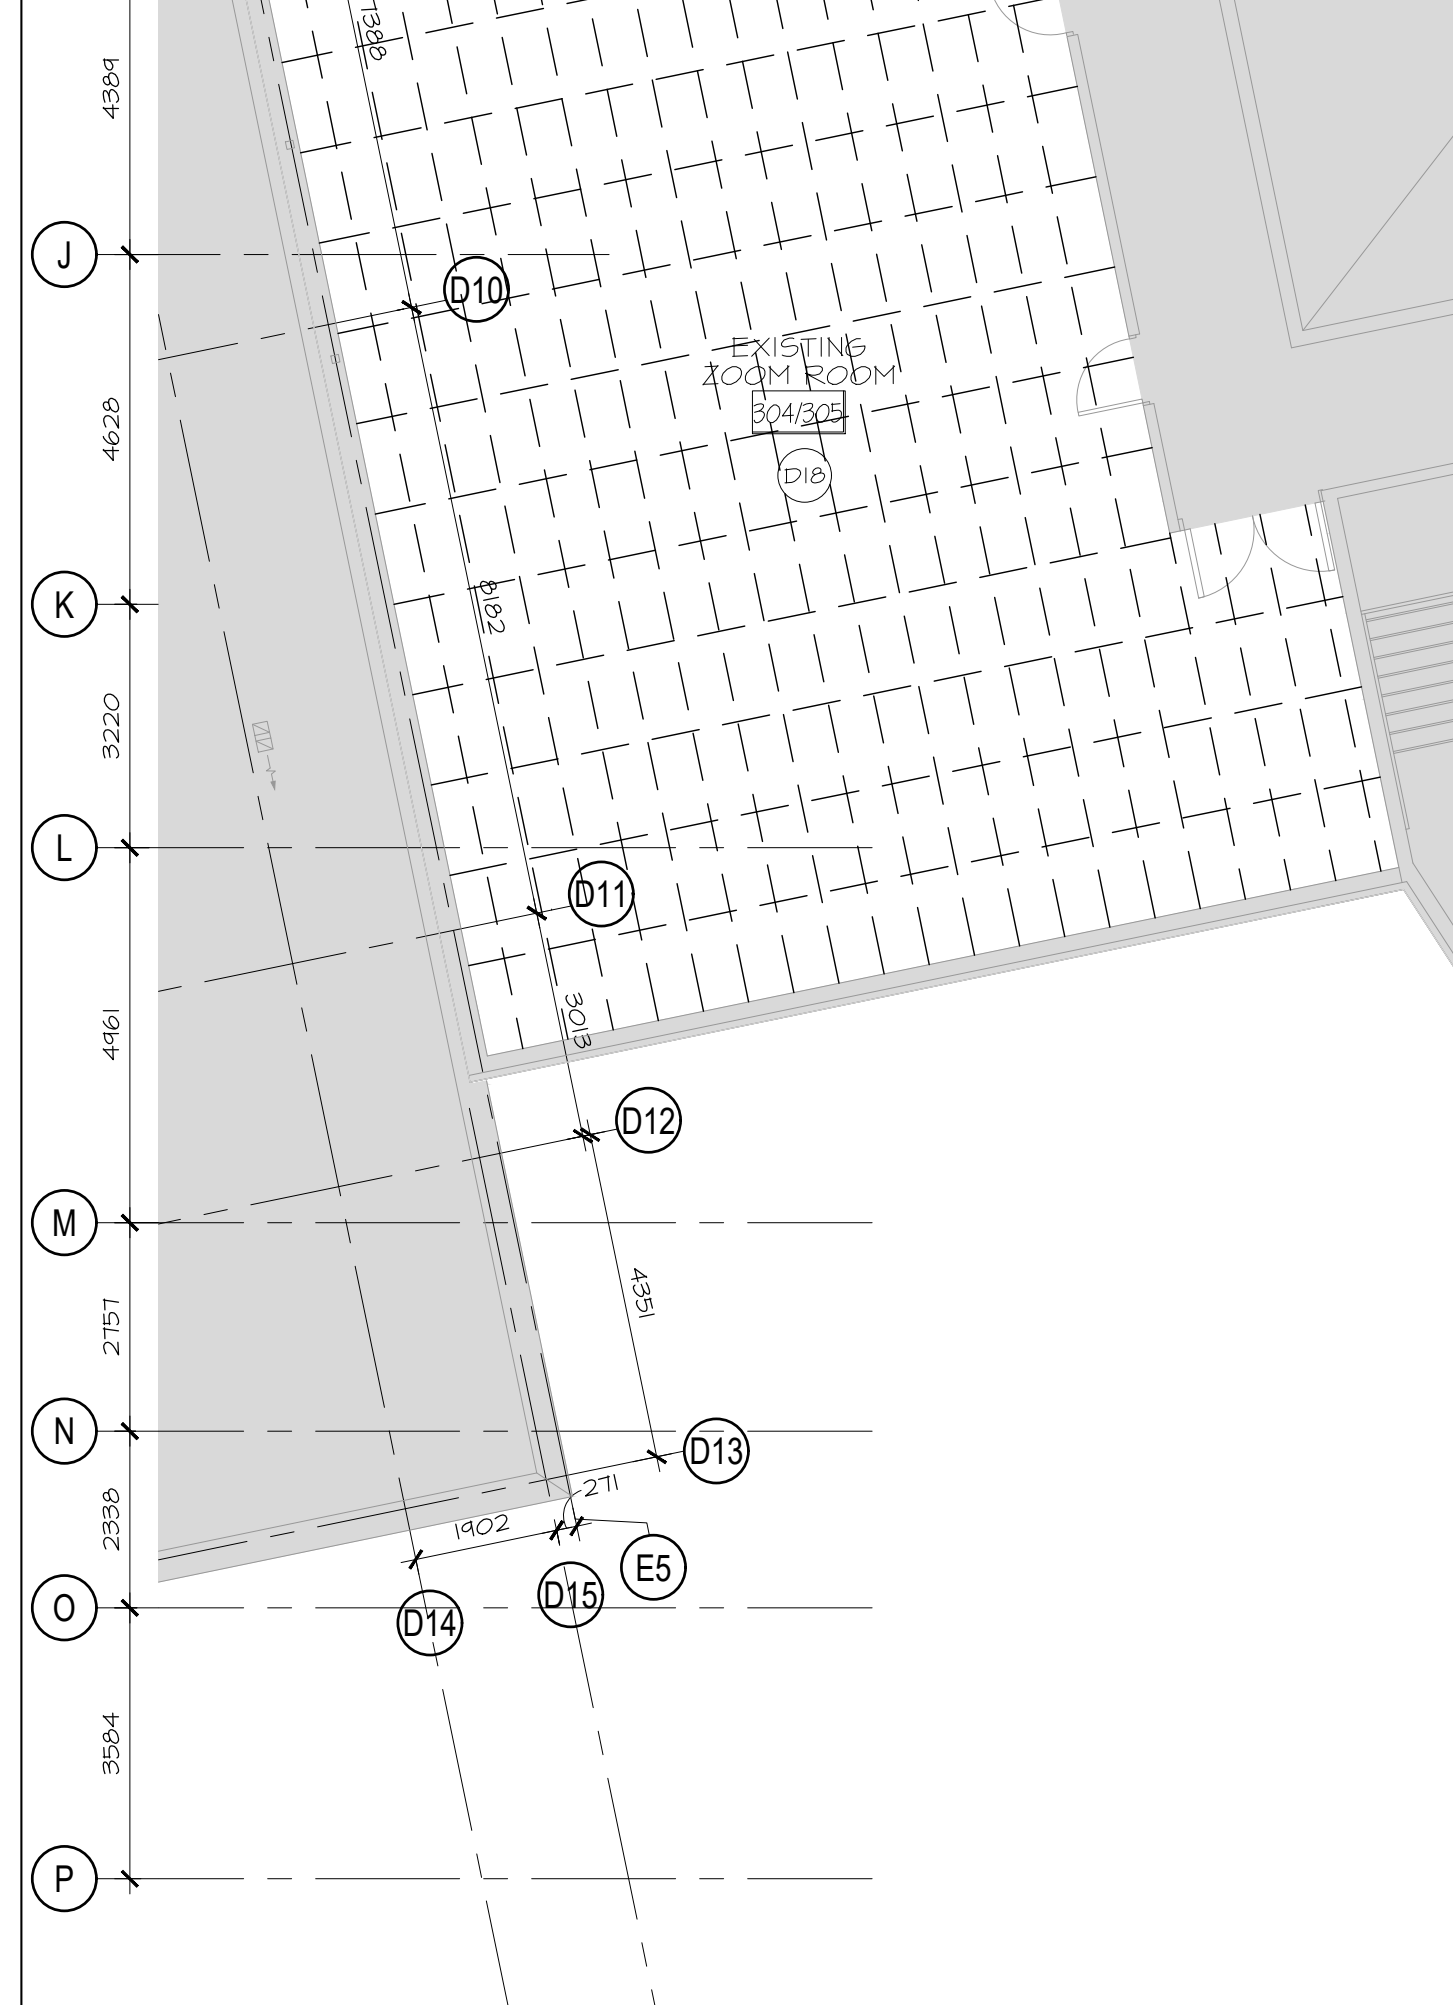 7388
4389
J
D10
EXISTING
ZOOM ROOM
304/305
D18
4628
K
8182
3220
L
D11
3013
4961
D12
M
4351
2757
N
D13
271
2338
1902
E5
D15
O
D14
3584
P